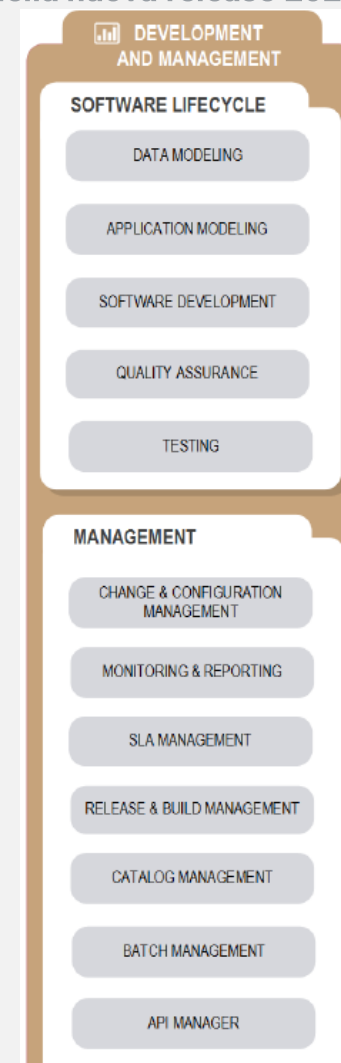 DEVELOPMENT
AND MANAGEMENT
SOFTWARE LIFECYCLE
DATA MODELING
APPLICATION MODELING
SOFTWARE DEVELOPMENT
QUALITY ASSURANCE
TESTING
MANAGEMENT
CHANGE & CONFIGURATION
MANAGEMENT
MONITORING & REPORTING
SLA MANAGEMENT
RELEASE & BUILD MANAGEMENT
CATALOG MANAGEMENT
BATCH MANAGEMENT
API MANAGER